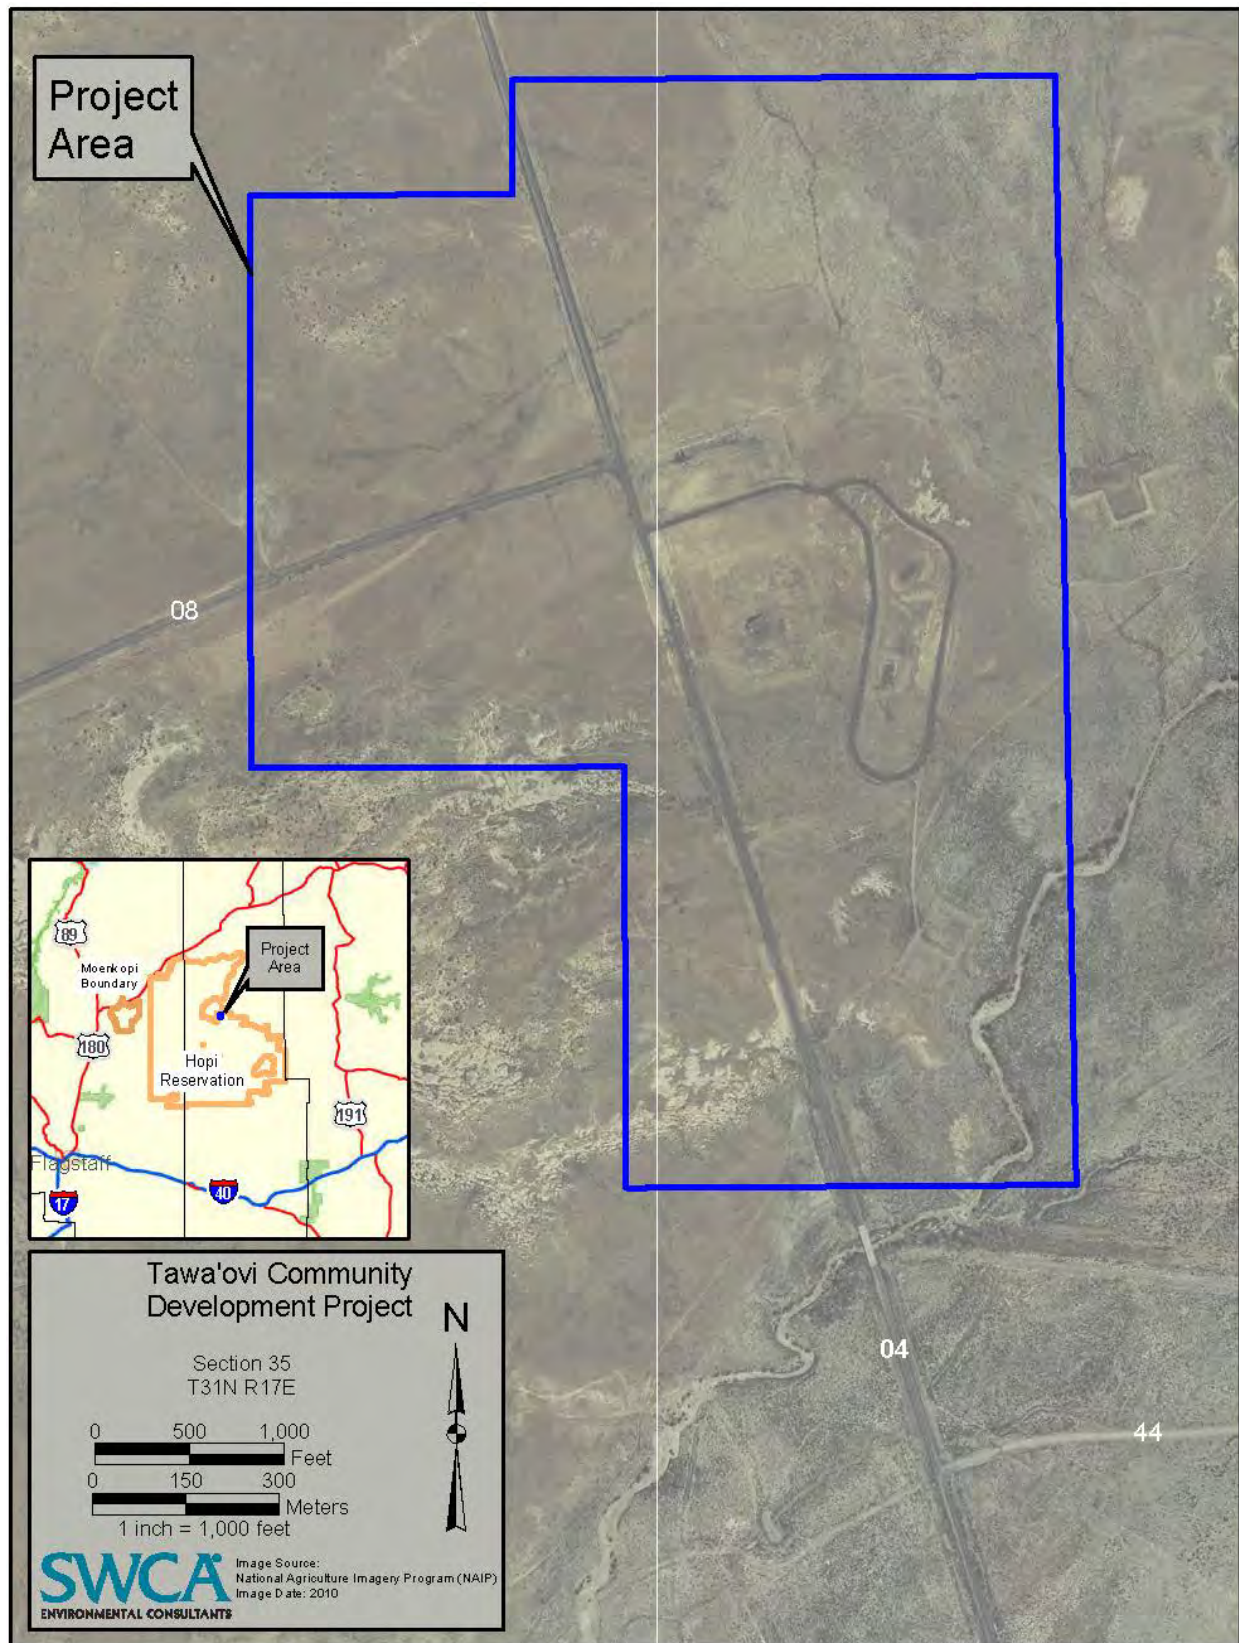 Project
Area
08
89
Moenkopi
Boundary
Project
Area
180
Hopi
Reservation
191
Flagstaff
17
40
Tawa'ovi Community
Development Project
N
Section 35
T31N R17E
0 500 1,000
Feet
0 150 300
Meters
1 inch = 1,000 feet
SWCA
ENVIRONMENTAL CONSULTANTS
Image Source:
National Agriculture Imagery Program (NAIP)
Image Date: 2010
04
44